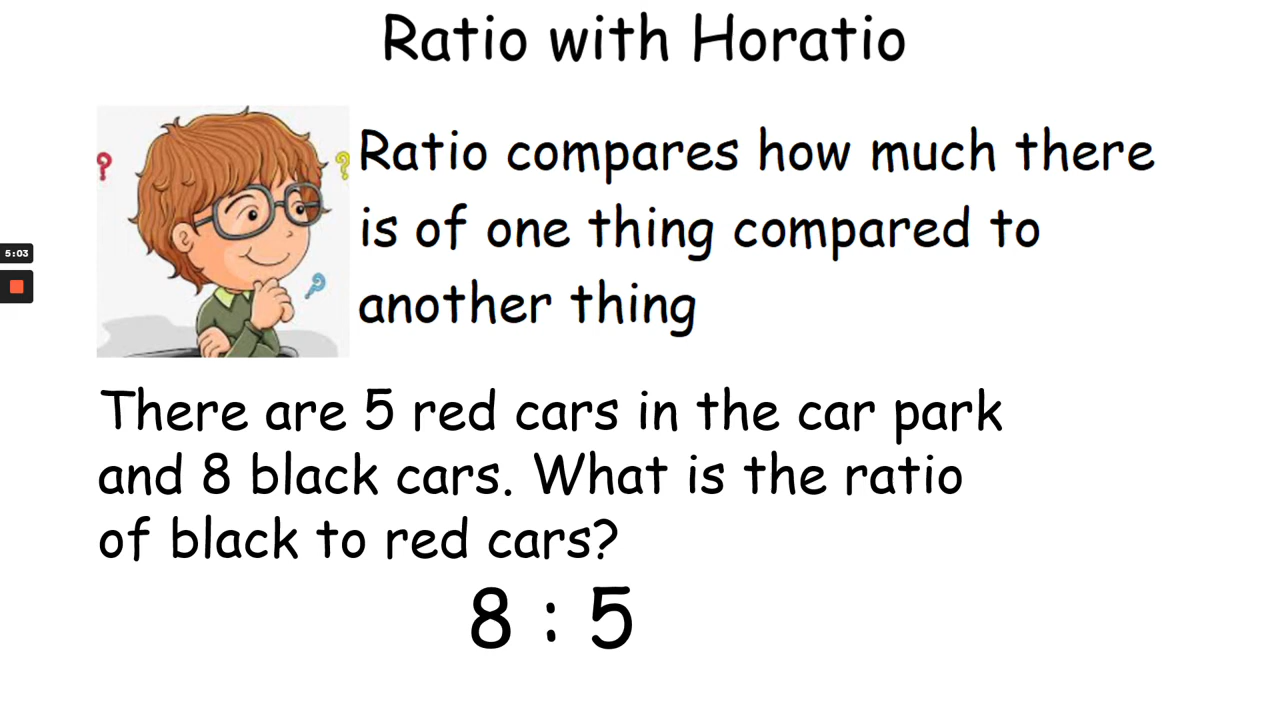 Ratio with Horatio
Ratio compares how much there
is of one thing compared to
another thing
? ? ?
5:03
There are 5 red cars in the car park
and 8 black cars. What is the ratio
of black to red cars?
8 : 5